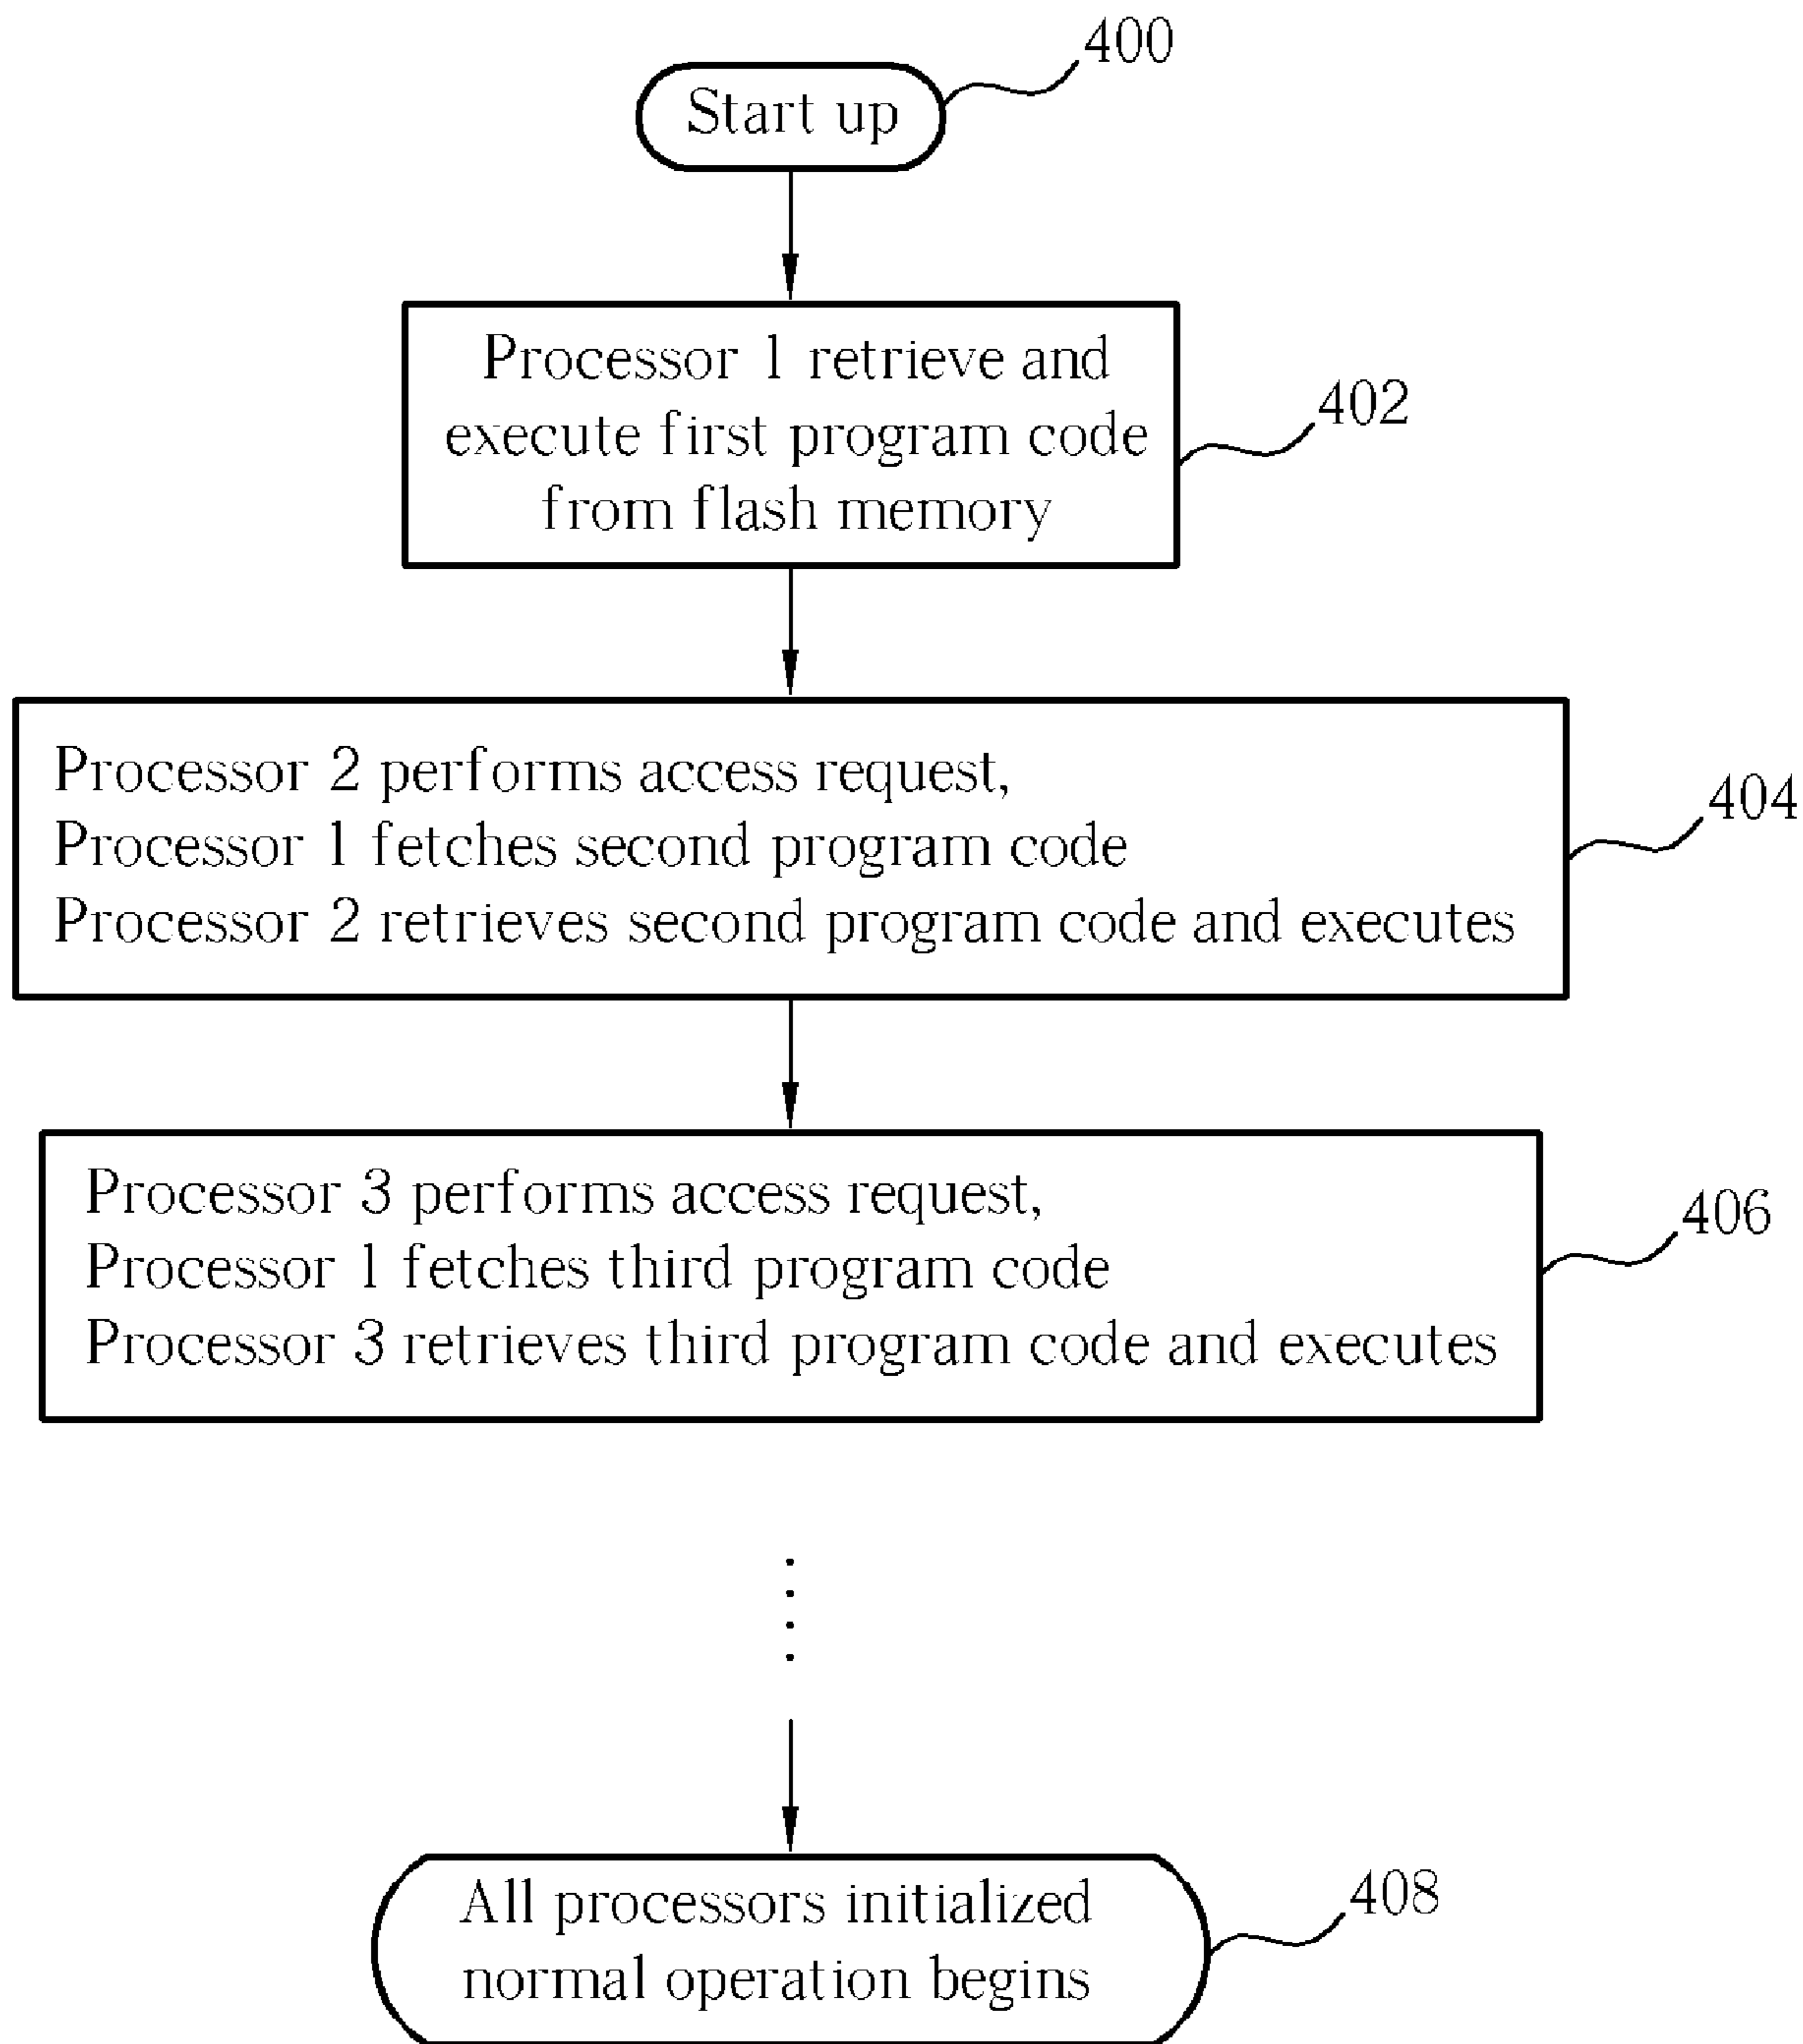 400
Start up
Processor 1 retrieve and
execute first program code
from flash memory
402
Processor 2 performs access request,
Processor 1 fetches second program code
Processor 2 retrieves second program code and executes
404
Processor 3 performs access request,
Processor 1 fetches third program code
Processor 3 retrieves third program code and executes
406
All processors initialized
normal operation begins
408